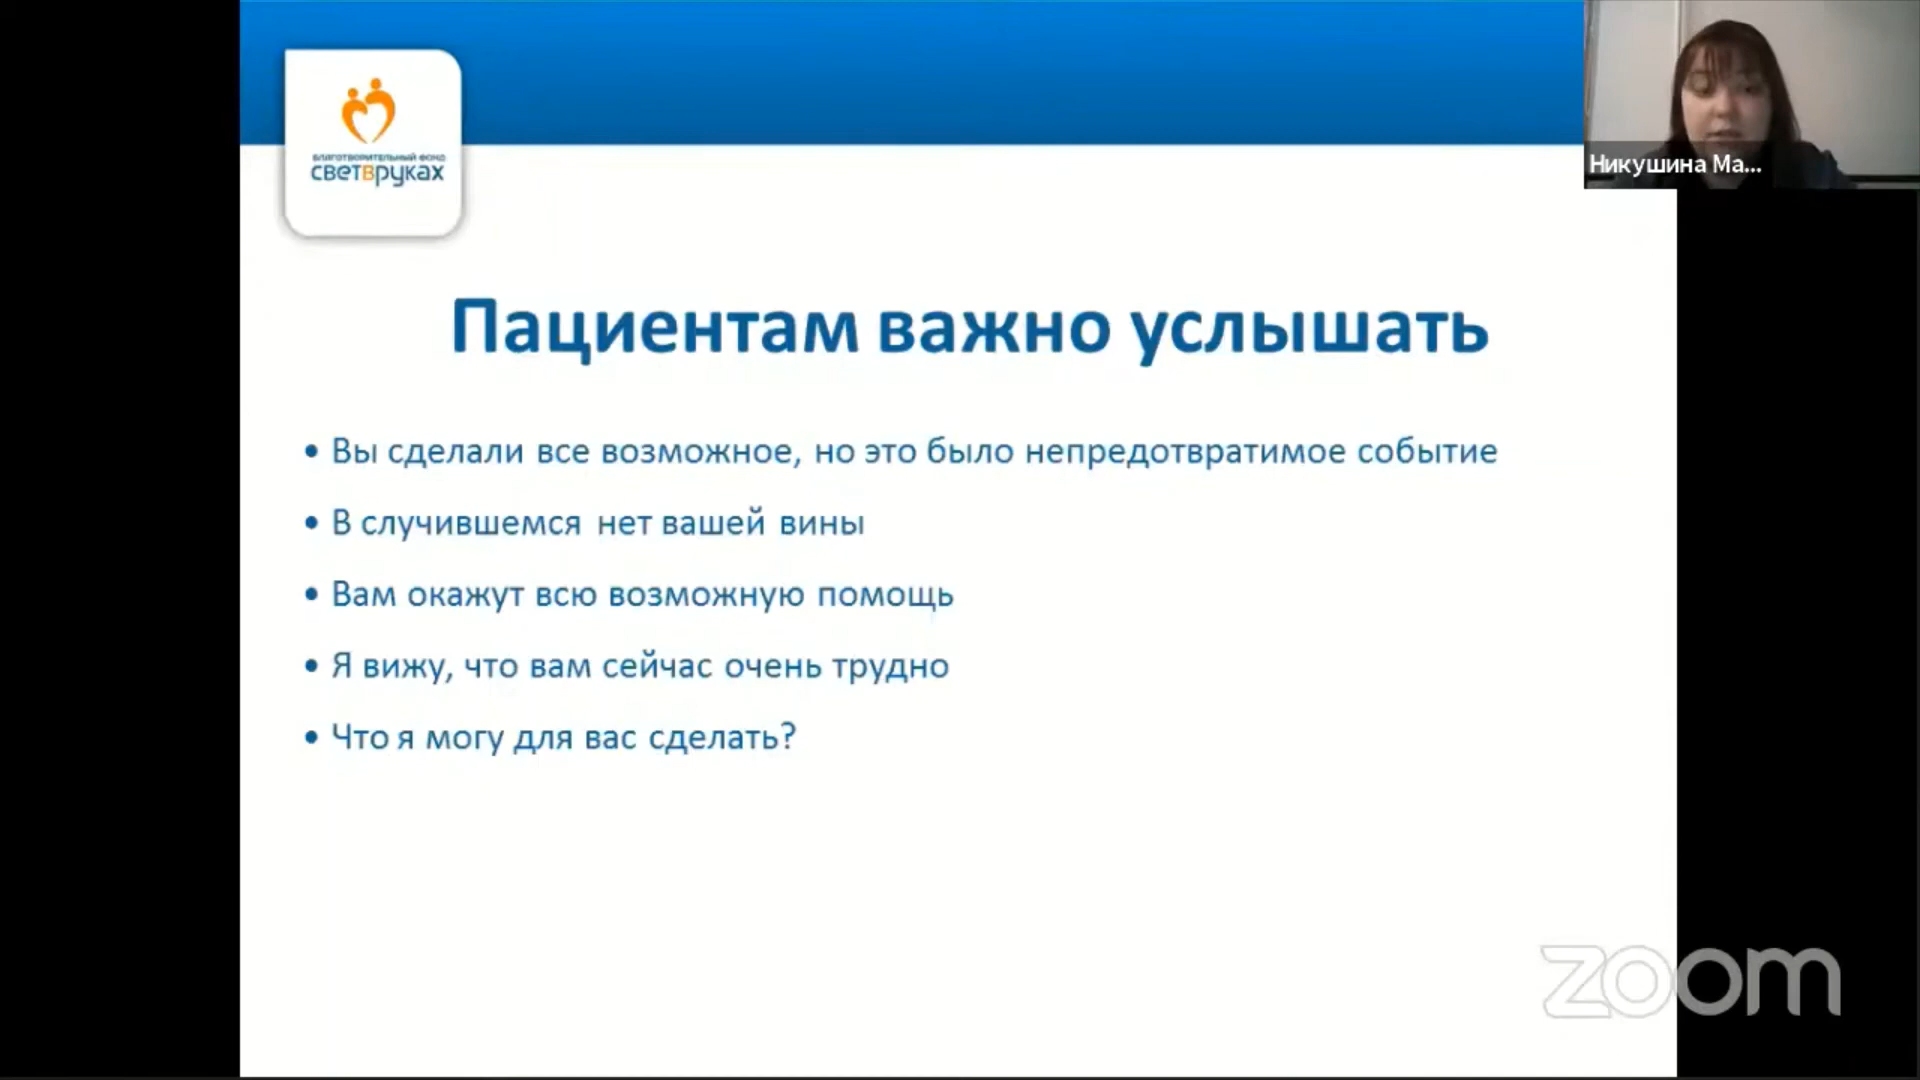 БЛАГОТВОРИТЕЛЬНЫЙ ФОНД
светвруках
Никушина Ма...
Пациентам важно услышать
• Вы сделали все возможное, но это было непредотвратимое событие
• В случившемся нет вашей вины
• Вам окажут всю возможную помощь
• Я вижу, что вам сейчас очень трудно
• Что я могу для вас сделать?
zoom